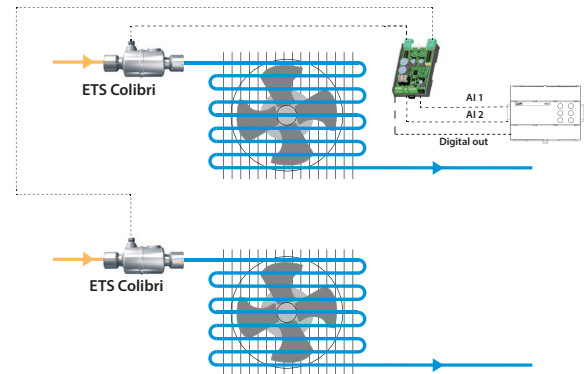 ETS Colibri
AI 1
AI 2
Digital out
ETS Colibri